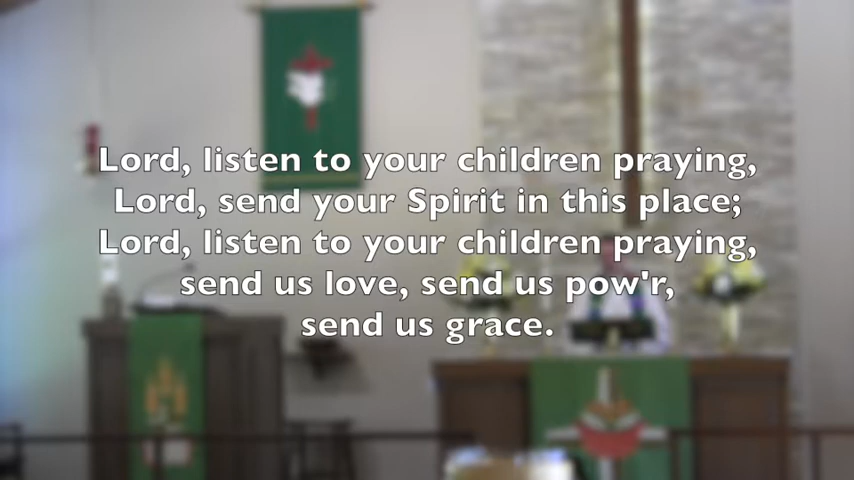 Lord, listen to your children praying,
Lord, send your Spirit in this place;
Lord, listen to your children praying,
send us love, send us pow'r,
send us grace.